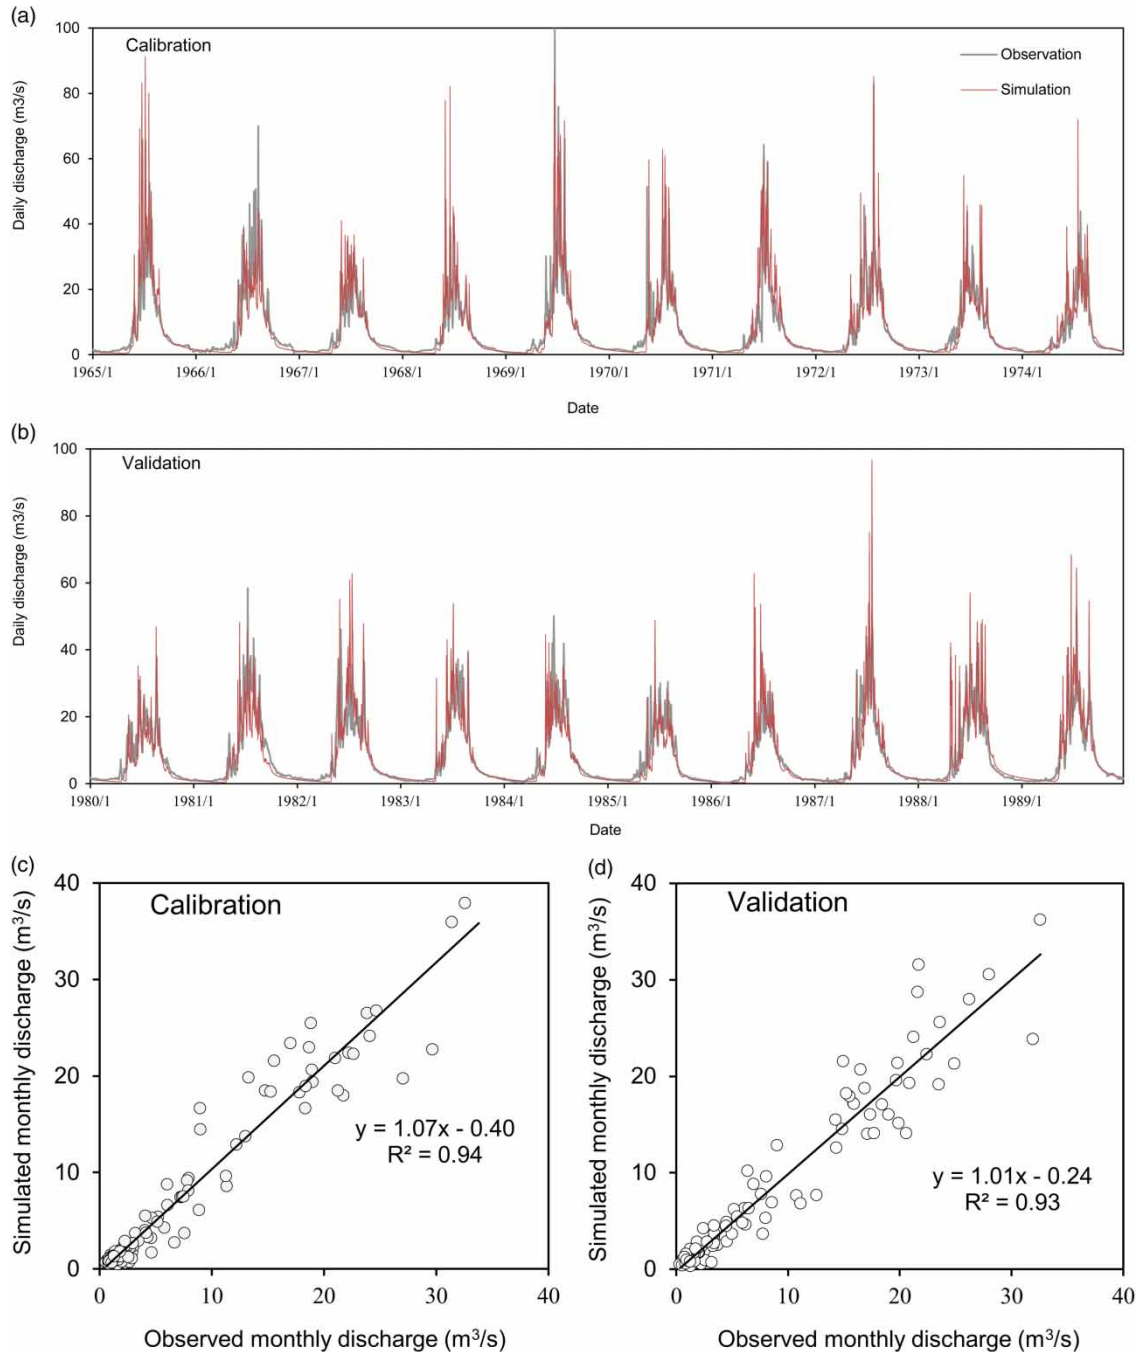 (a)
100
80
60
40
20
0
Daily discharge (m3/s)
Calibration
Observation
Simulation
1965/1 1966/1 1967/1 1968/1 1969/1 1970/1 1971/1 1972/1 1973/1 1974/1
Date
(b)
100
80
60
40
20
0
Daily discharge (m3/s)
Validation
1980/1 1981/1 1982/1 1983/1 1984/1 1985/1 1986/1 1987/1 1988/1 1989/1
Date
(c)
40
30
20
10
0
Simulated monthly discharge (m³/s)
Calibration
y = 1.07x - 0.40
R² = 0.94
0 10 20 30 40
Observed monthly discharge (m³/s)
(d)
40
30
20
10
0
Simulated monthly discharge (m³/s)
Validation
y = 1.01x - 0.24
R² = 0.93
0 10 20 30 40
Observed monthly discharge (m³/s)